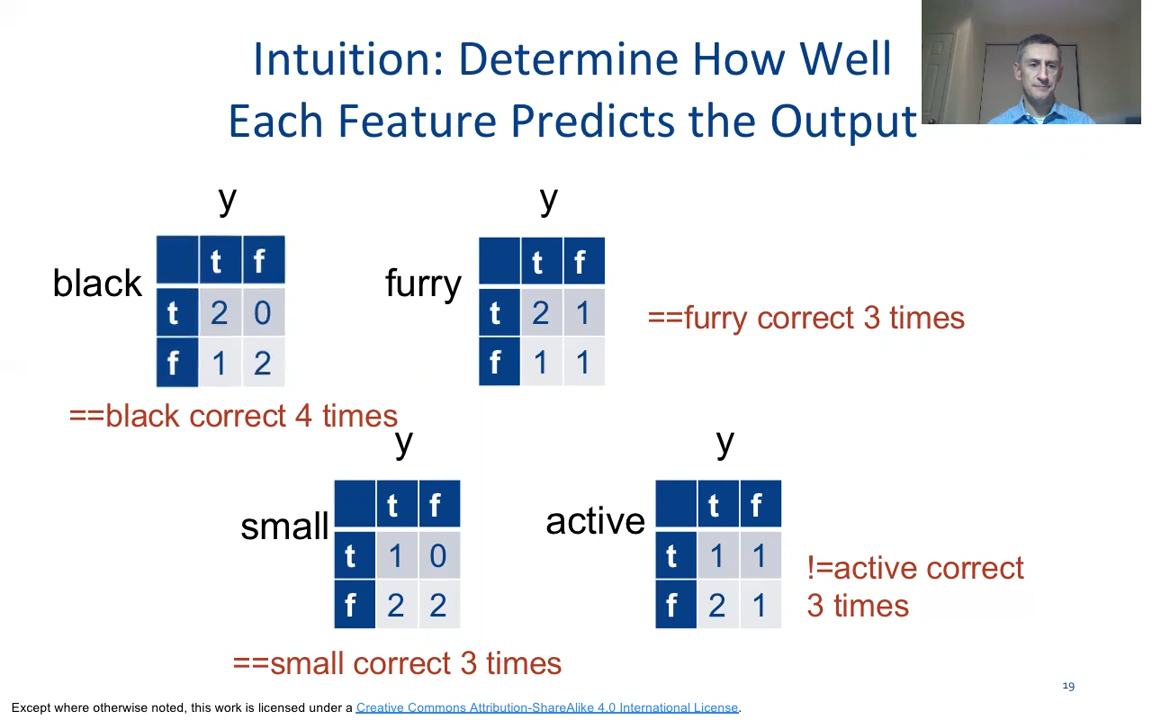 Intuition: Determine How Well
Each Feature Predicts the Output
y
t f
black
t 2 0
f 1 2
==black correct 4 times
y
t f
furry
t 2 1
f 1 1
==furry correct 3 times
y
t f
small
t 1 0
f 2 2
==small correct 3 times
y
t f
active
t 1 1
f 2 1
!=active correct
3 times
19
Except where otherwise noted, this work is licensed under a Creative Commons Attribution-ShareAlike 4.0 International License.